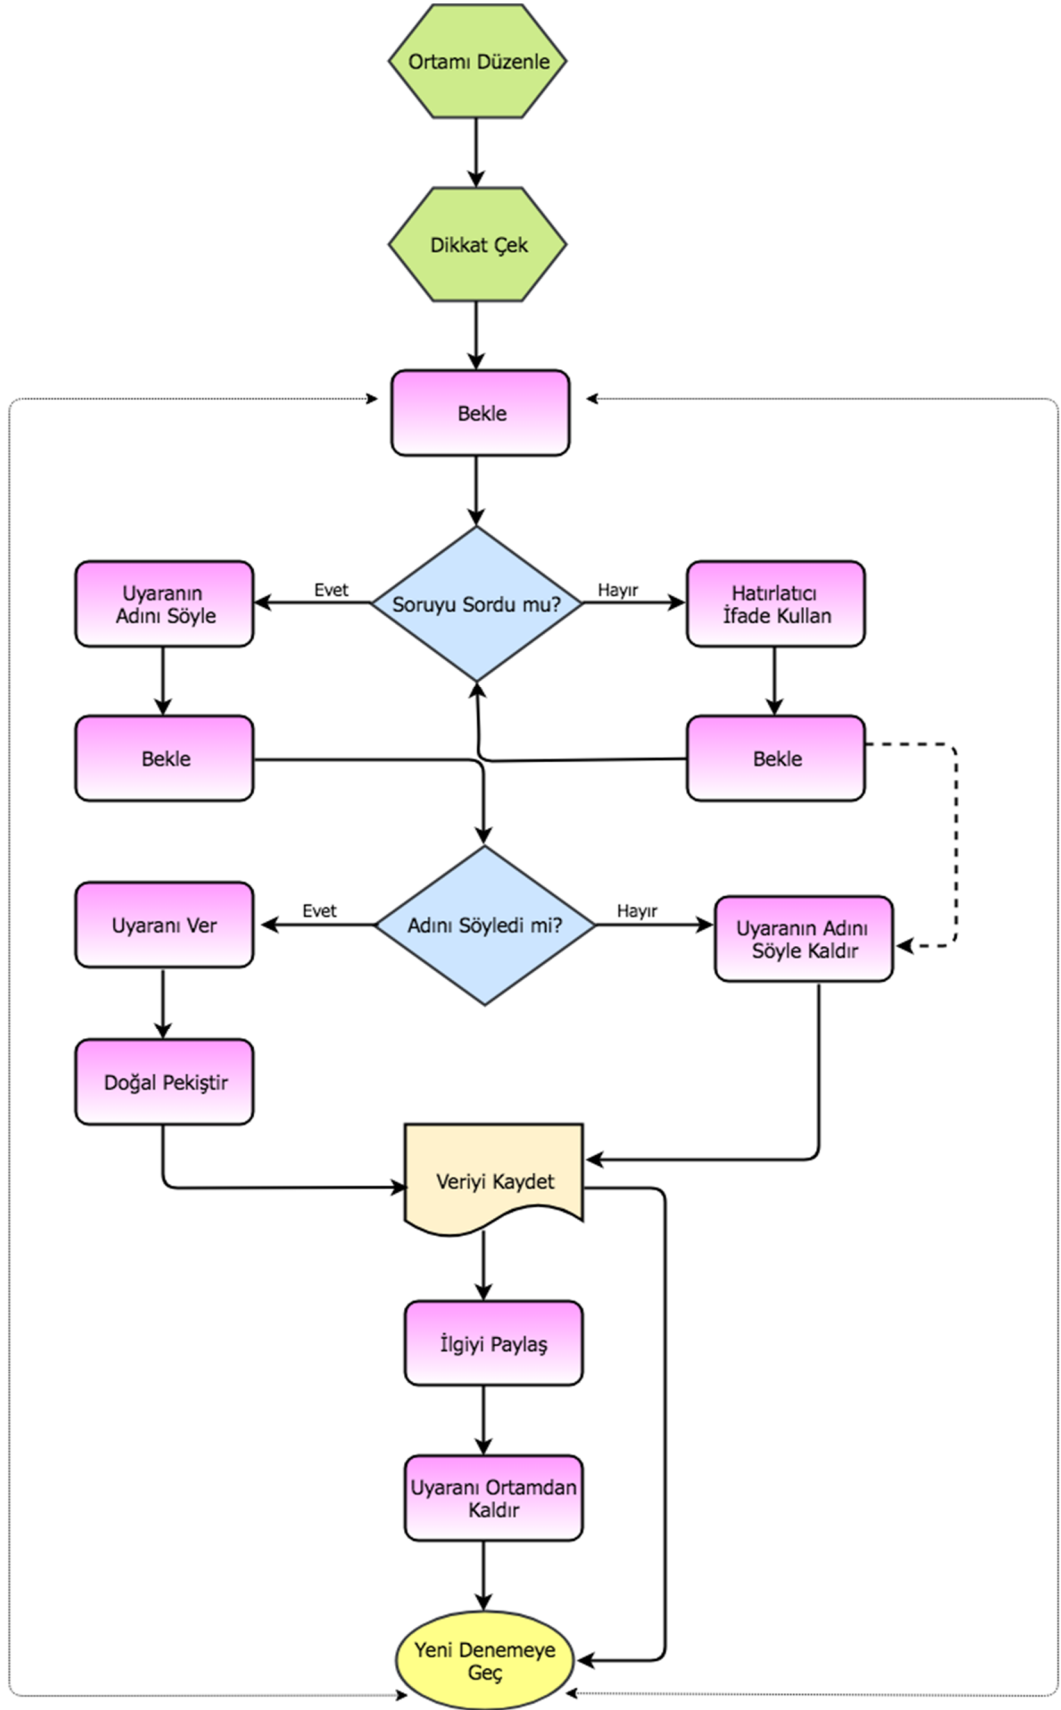 Ortamı Düzenle
Dikkat Çek
Bekle
Soruyu Sordu mu?
Evet
Hayır
Uyaranın
Adını Söyle
Hatırlatıcı
İfade Kullan
Bekle
Bekle
Adını Söyledi mi?
Evet
Hayır
Uyaranı Ver
Uyaranın Adını
Söyle Kaldır
Doğal Pekiştir
Veriyi Kaydet
İlgiyi Paylaş
Uyaranı Ortamdan
Kaldır
Yeni Denemeye
Geç